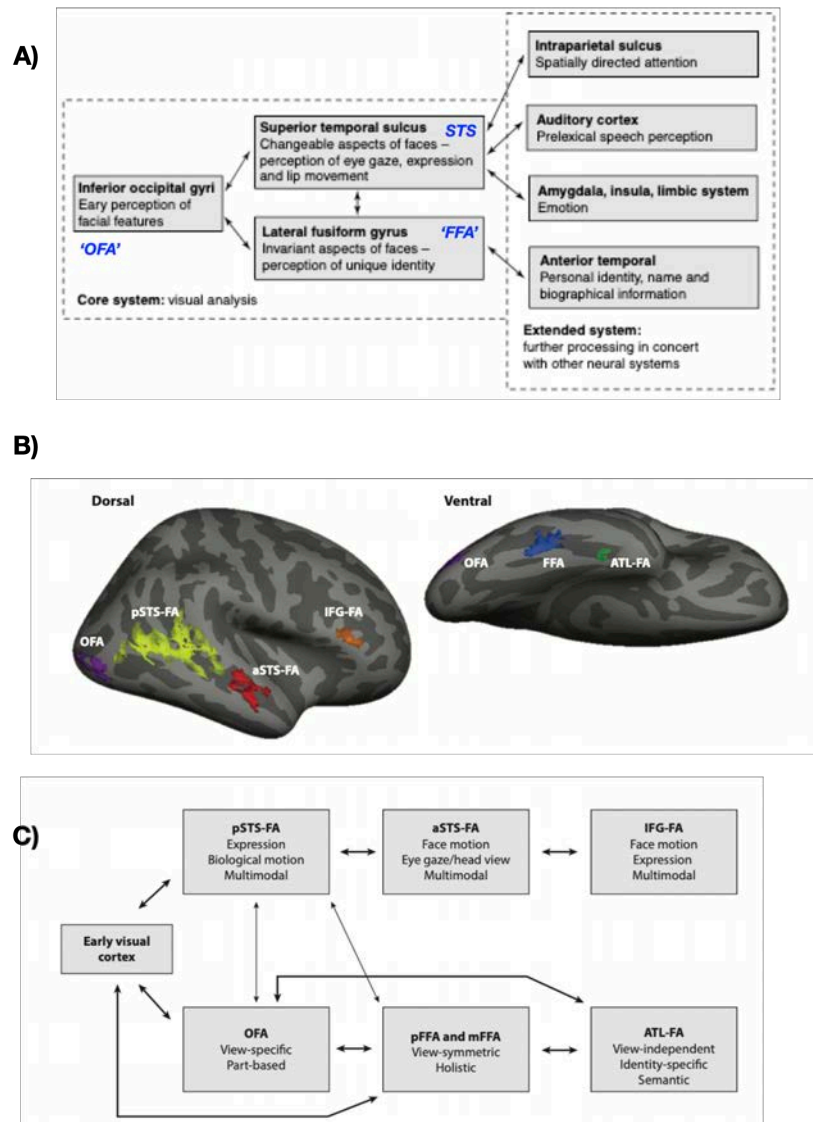 A)
Intraparietal sulcus
Spatially directed attention
Superior temporal sulcus STS
Changeable aspects of faces –
perception of eye gaze, expression
and lip movement
Auditory cortex
Prelexical speech perception
Inferior occipital gyri
Eary perception of
facial features
'OFA'
Amygdala, insula, limbic system
Emotion
Lateral fusiform gyrus 'FFA'
Invariant aspects of faces –
perception of unique identity
Anterior temporal
Personal identity, name and
biographical information
Core system: visual analysis
Extended system:
further processing in concert
with other neural systems
B)
Dorsal
Ventral
pSTS-FA
IFG-FA
OFA
aSTS-FA
OFA
FFA
ATL-FA
C)
pSTS-FA
Expression
Biological motion
Multimodal
aSTS-FA
Face motion
Eye gaze/head view
Multimodal
IFG-FA
Face motion
Expression
Multimodal
Early visual
cortex
OFA
View-specific
Part-based
pFFA and mFFA
View-symmetric
Holistic
ATL-FA
View-independent
Identity-specific
Semantic